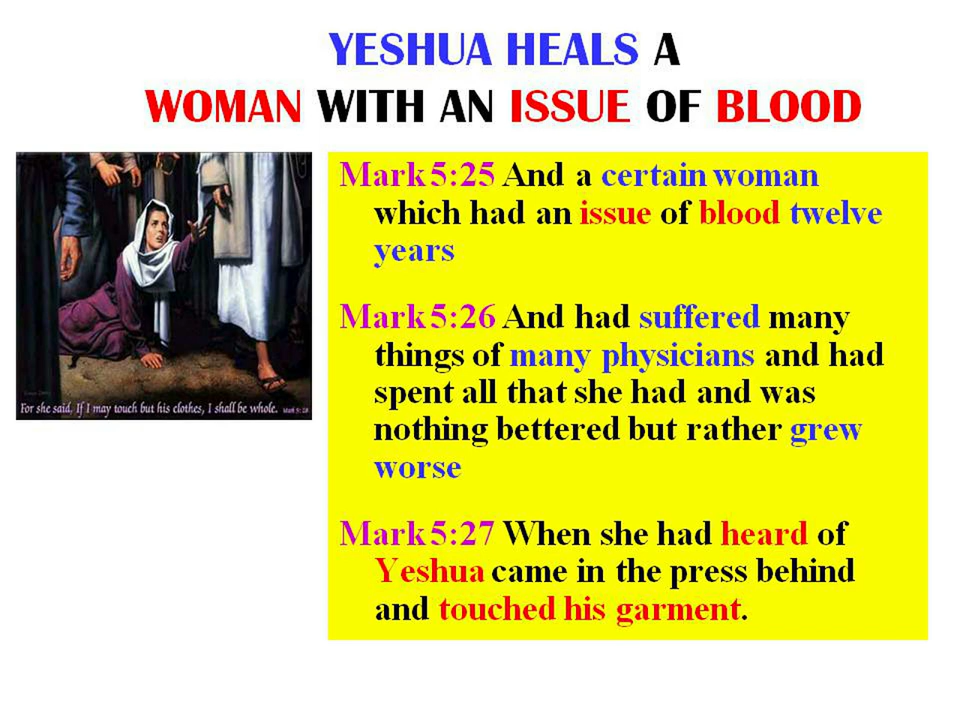 YESHUA HEALS A
WOMAN WITH AN ISSUE OF BLOOD
For she said, If I may touch but his clothes, I shall be whole. Mark 5:28
Mark 5:25 And a certain woman
which had an issue of blood twelve
years
Mark 5:26 And had suffered many
things of many physicians and had
spent all that she had and was
nothing bettered but rather grew
worse
Mark 5:27 When she had heard of
Yeshua came in the press behind
and touched his garment.